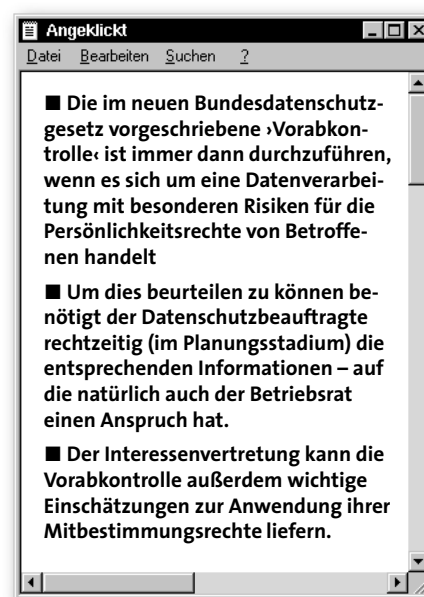 Angeklickt
Datei Bearbeiten Suchen ?
■ Die im neuen Bundesdatenschutz-
gesetz vorgeschriebene ›Vorabkon-
trolle‹ ist immer dann durchzuführen,
wenn es sich um eine Datenverarbei-
tung mit besonderen Risiken für die
Persönlichkeitsrechte von Betroffe-
nen handelt
■ Um dies beurteilen zu können be-
nötigt der Datenschutzbeauftragte
rechtzeitig (im Planungsstadium) die
entsprechenden Informationen – auf
die natürlich auch der Betriebsrat
einen Anspruch hat.
■ Der Interessenvertretung kann die
Vorabkontrolle außerdem wichtige
Einschätzungen zur Anwendung ihrer
Mitbestimmungsrechte liefern.